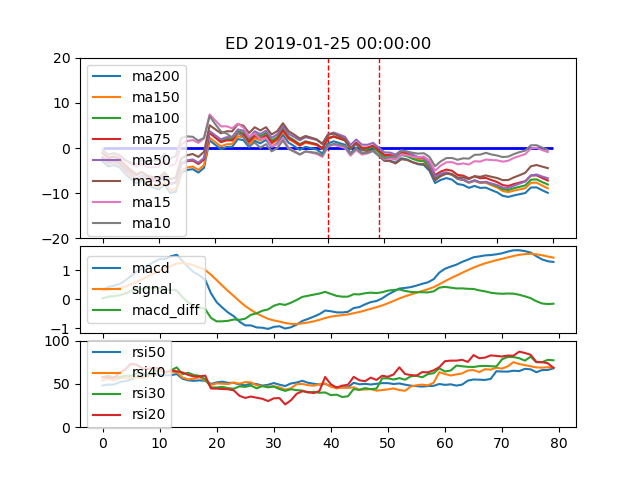 ED 2019-01-25 00:00:00
20
10
0
−10
−20
ma200
ma150
ma100
ma75
ma50
ma35
ma15
ma10
1
0
−1
macd
signal
macd_diff
100
50
0
rsi50
rsi40
rsi30
rsi20
0 10 20 30 40 50 60 70 80